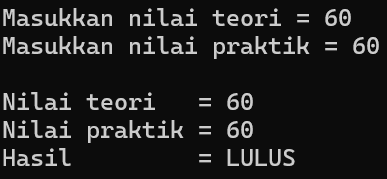 Masukkan nilai teori = 60
Masukkan nilai praktik = 60
Nilai teori   = 60
Nilai praktik = 60
Hasil         = LULUS